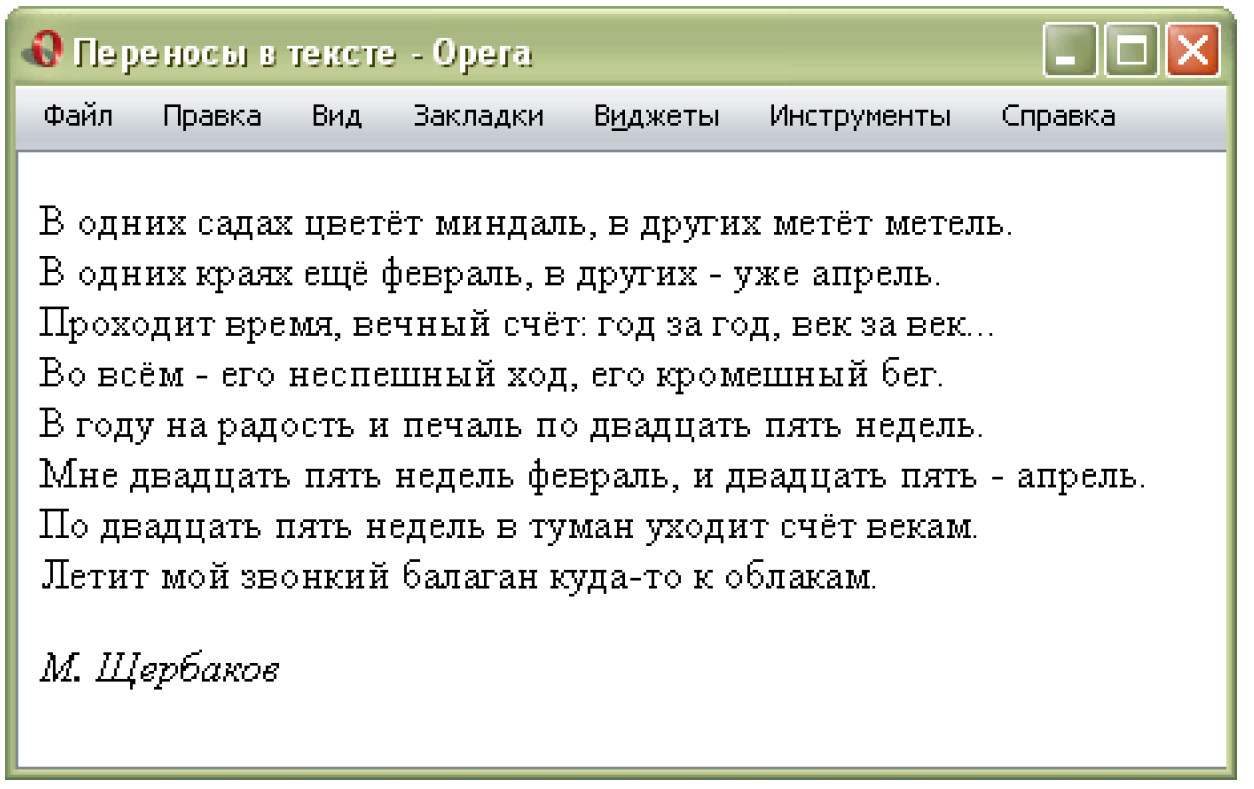 Переносы в тексте - Opera
Файл Правка Вид Закладки Виджеты Инструменты Справка
В одних садах цветёт миндаль, в других метёт метель.
В одних краях ещё февраль, в других - уже апрель.
Проходит время, вечный счёт: год за год, век за век...
Во всём - его неспешный ход, его кромешный бег.
В году на радость и печаль по двадцать пять недель.
Мне двадцать пять недель февраль, и двадцать пять - апрель.
По двадцать пять недель в туман уходит счёт векам.
Летит мой звонкий балаган куда-то к облакам.
М. Щербаков